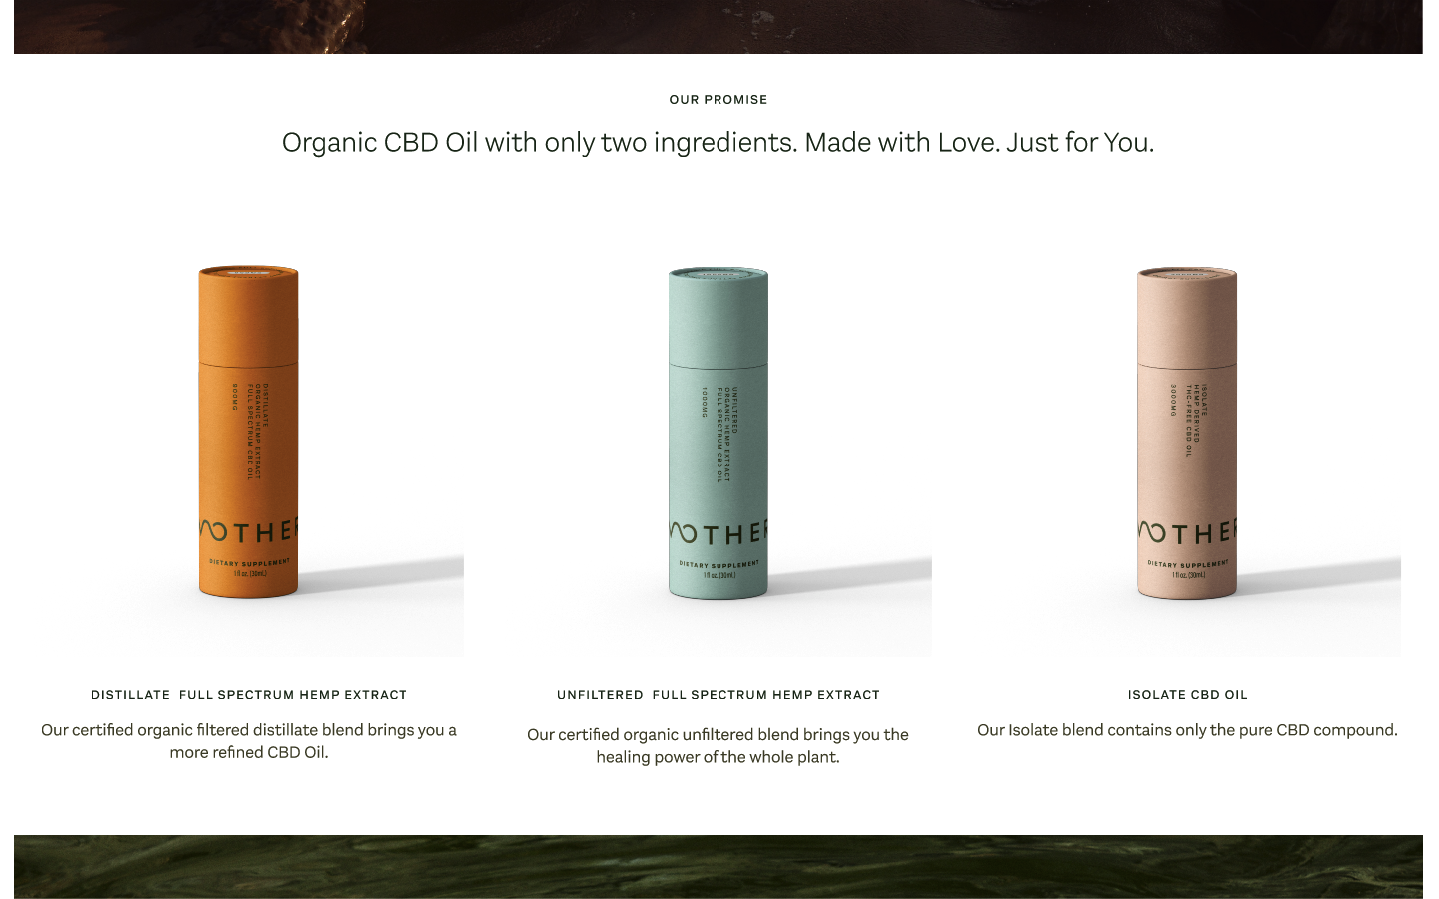 OUR PROMISE
Organic CBD Oil with only two ingredients. Made with Love. Just for You.
DISTILLATE
ORGANIC HEMP EXTRACT
FULL SPECTRUM CBD OIL
MOTHER
DIETARY SUPPLEMENT
1 fl oz. (30mL)
UNFILTERED
ORGANIC HEMP EXTRACT
FULL SPECTRUM CBD OIL
1000MG
MOTHER
DIETARY SUPPLEMENT
1 fl oz. (30mL)
ISOLATE
HEMP DERIVED
THC-FREE CBD OIL
3000MG
MOTHER
DIETARY SUPPLEMENT
1 fl oz. (30mL)
DISTILLATE FULL SPECTRUM HEMP EXTRACT
Our certified organic filtered distillate blend brings you a
more refined CBD Oil.
UNFILTERED FULL SPECTRUM HEMP EXTRACT
Our certified organic unfiltered blend brings you the
healing power of the whole plant.
ISOLATE CBD OIL
Our Isolate blend contains only the pure CBD compound.